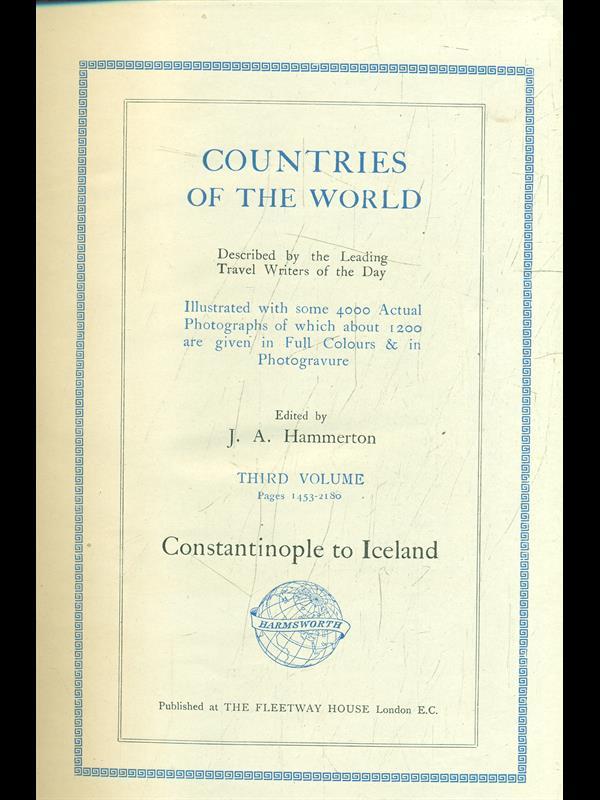 COUNTRIES
OF THE WORLD
Described by the Leading
Travel Writers of the Day
Illustrated with some 4000 Actual
Photographs of which about 1200
are given in Full Colours & in
Photogravure
Edited by
J. A. Hammerton
THIRD VOLUME
Pages 1453-2180
Constantinople to Iceland
HARMSWORTH
Published at THE FLEETWAY HOUSE London E.C.